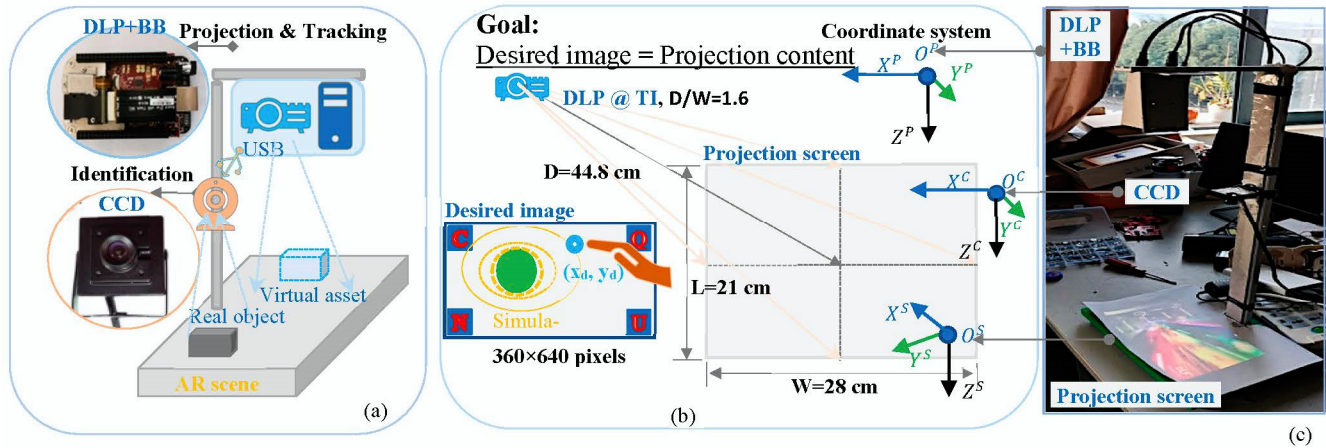 DLP+BB
Projection & Tracking
USB
Identification
CCD
Virtual asset
Real object
AR scene
(a)
Goal:
Desired image = Projection content
Coordinate system
DLP @ TI, D/W=1.6
D=44.8 cm
Projection screen
Desired image
C
O
N
U
(x_d, y_d)
Simula-
360×640 pixels
L=21 cm
W=28 cm
X^P
O^P
Y^P
Z^P
X^C
O^C
Y^C
Z^C
X^S
O^S
Y^S
Z^S
(b)
DLP
+BB
CCD
Projection screen
(c)